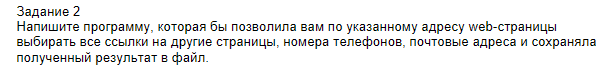 Задание 2
Напишите программу, которая бы позволила вам по указанному адресу web-страницы
выбирать все ссылки на другие страницы, номера телефонов, почтовые адреса и сохраняла
полученный результат в файл.